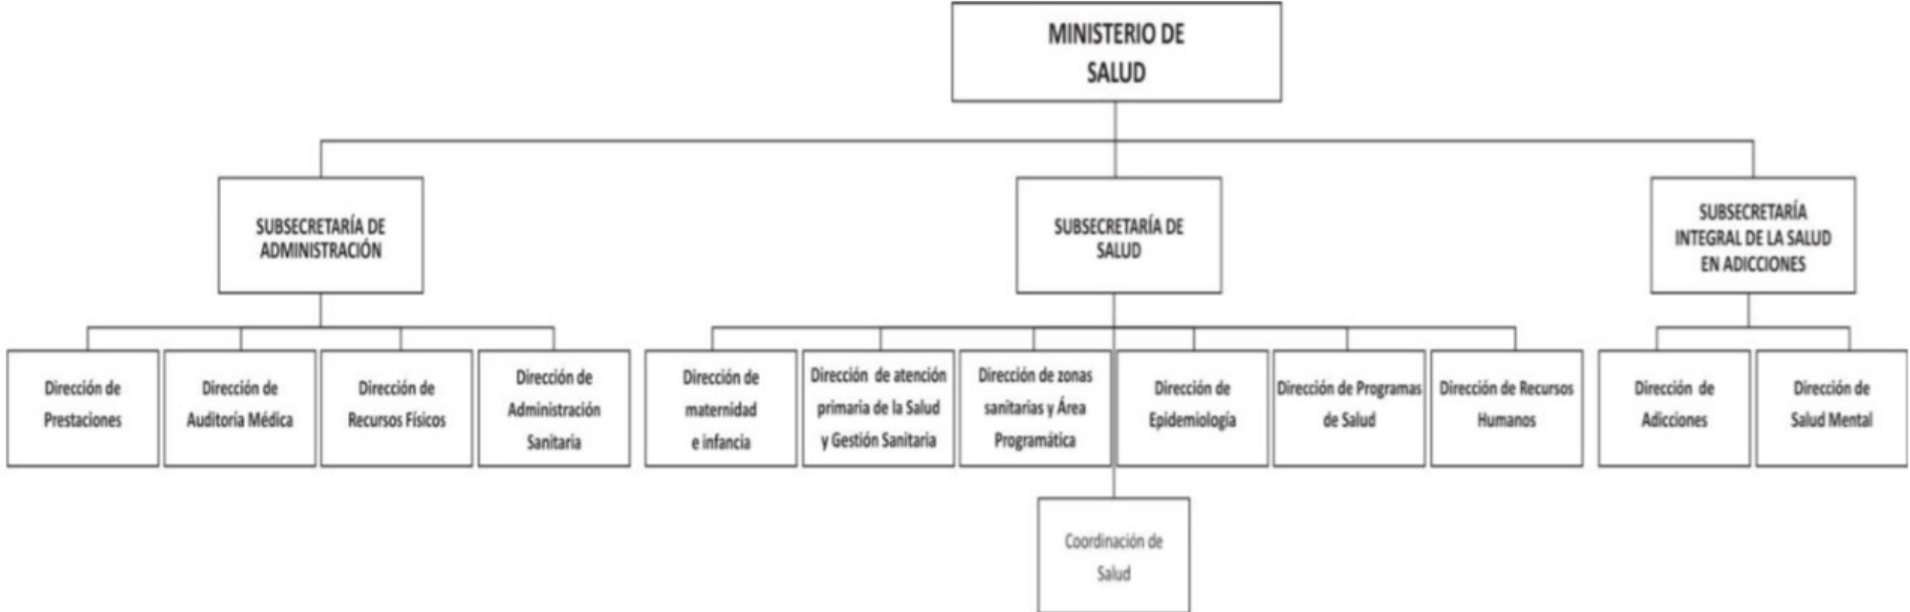 MINISTERIO DE
SALUD
SUBSECRETARÍA DE
ADMINISTRACIÓN
SUBSECRETARÍA DE
SALUD
SUBSECRETARÍA
INTEGRAL DE LA SALUD
EN ADICCIONES
Dirección de
Prestaciones
Dirección de
Auditoría Médica
Dirección de
Recursos Físicos
Dirección de
Administración
Sanitaria
Dirección de
maternidad
e infancia
Dirección de atención
primaria de la Salud
y Gestión Sanitaria
Dirección de zonas
sanitarias y Área
Programática
Dirección de
Epidemiología
Dirección de Programas
de Salud
Dirección de Recursos
Humanos
Dirección de
Adicciones
Dirección de
Salud Mental
Coordinación de
Salud